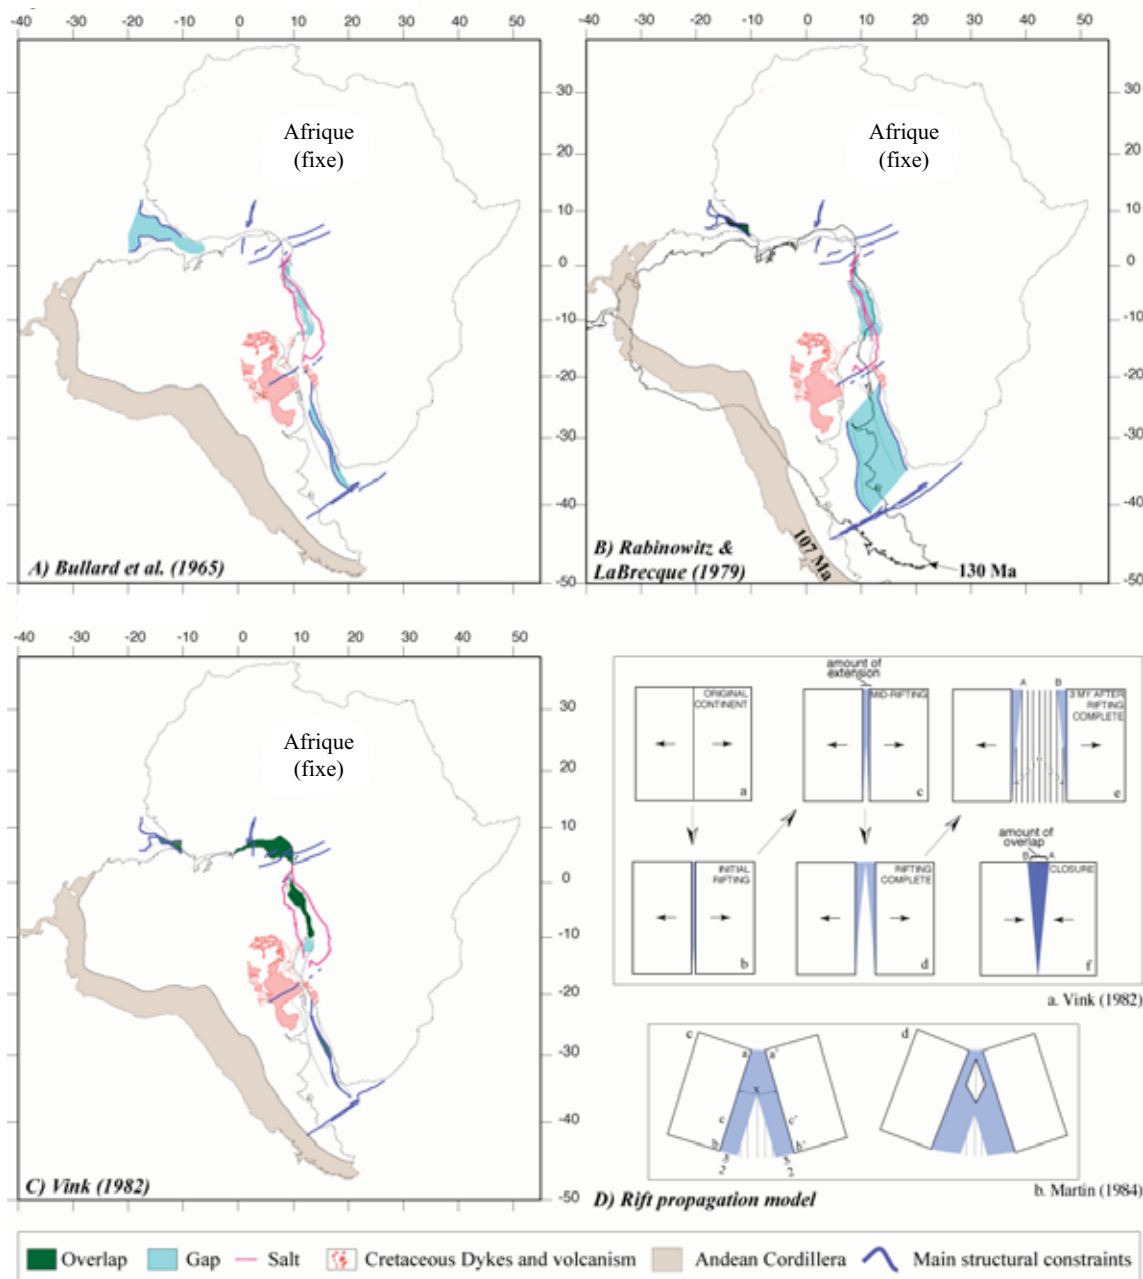 -40 -30 -20 -10 0 10 20 30 40 50
-40 -30 -20 -10 0 10 20 30 40 50
Afrique
(fixe)
Afrique
(fixe)
30
20
10
0
-10
-20
-30
-40
30
20
10
0
-10
-20
-30
-40
-50
A) Bullard et al. (1965)
B) Rabinowitz &
LaBrecque (1979)
107 Ma
130 Ma
-40 -30 -20 -10 0 10 20 30 40 50
Afrique
(fixe)
30
20
10
0
-10
-20
-30
-40
-50
C) Vink (1982)
ORIGINAL
CONTINENT
a
amount of
extension
MID-RIFTING
c
A B
3 MY AFTER
RIFTING
COMPLETE
e
INITIAL
RIFTING
b
RIFTING
COMPLETE
d
amount of
overlap
B A
CLOSURE
f
a. Vink (1982)
c
a a'
x
c c'
b b'
2 2
d
b. Martin (1984)
D) Rift propagation model
Overlap Gap Salt Cretaceous Dykes and volcanism Andean Cordillera Main structural constraints